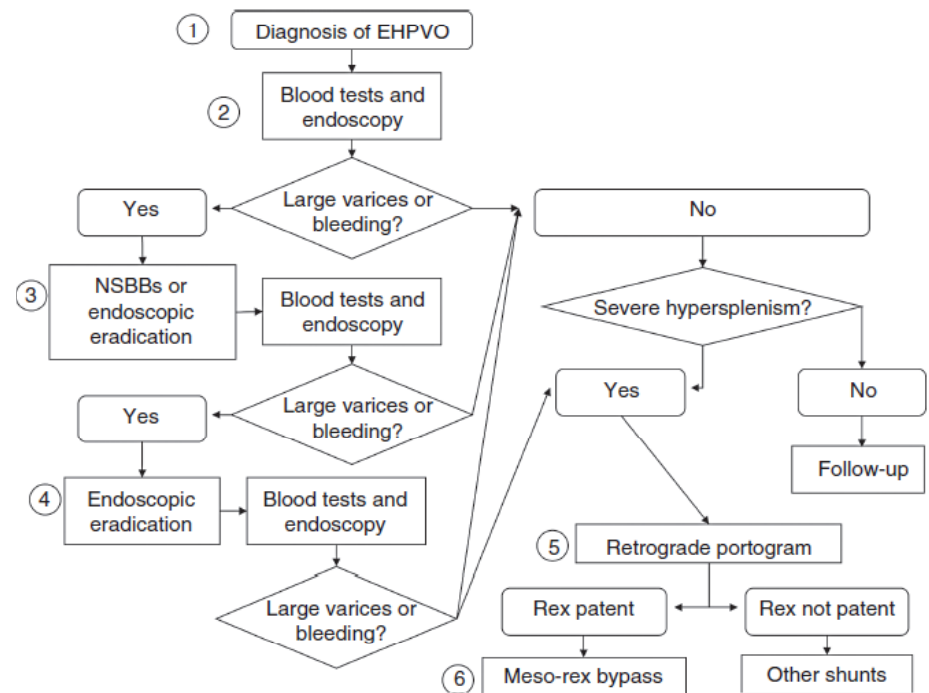 1
Diagnosis of EHPVO
2
Blood tests and
endoscopy
Large varices or
bleeding?
Yes
No
3
NSBBs or
endoscopic
eradication
Blood tests and
endoscopy
Severe hypersplenism?
Large varices or
bleeding?
Yes
Yes
No
Follow-up
4
Endoscopic
eradication
Blood tests and
endoscopy
5
Retrograde portogram
Large varices or
bleeding?
Rex patent
Rex not patent
6
Meso-rex bypass
Other shunts